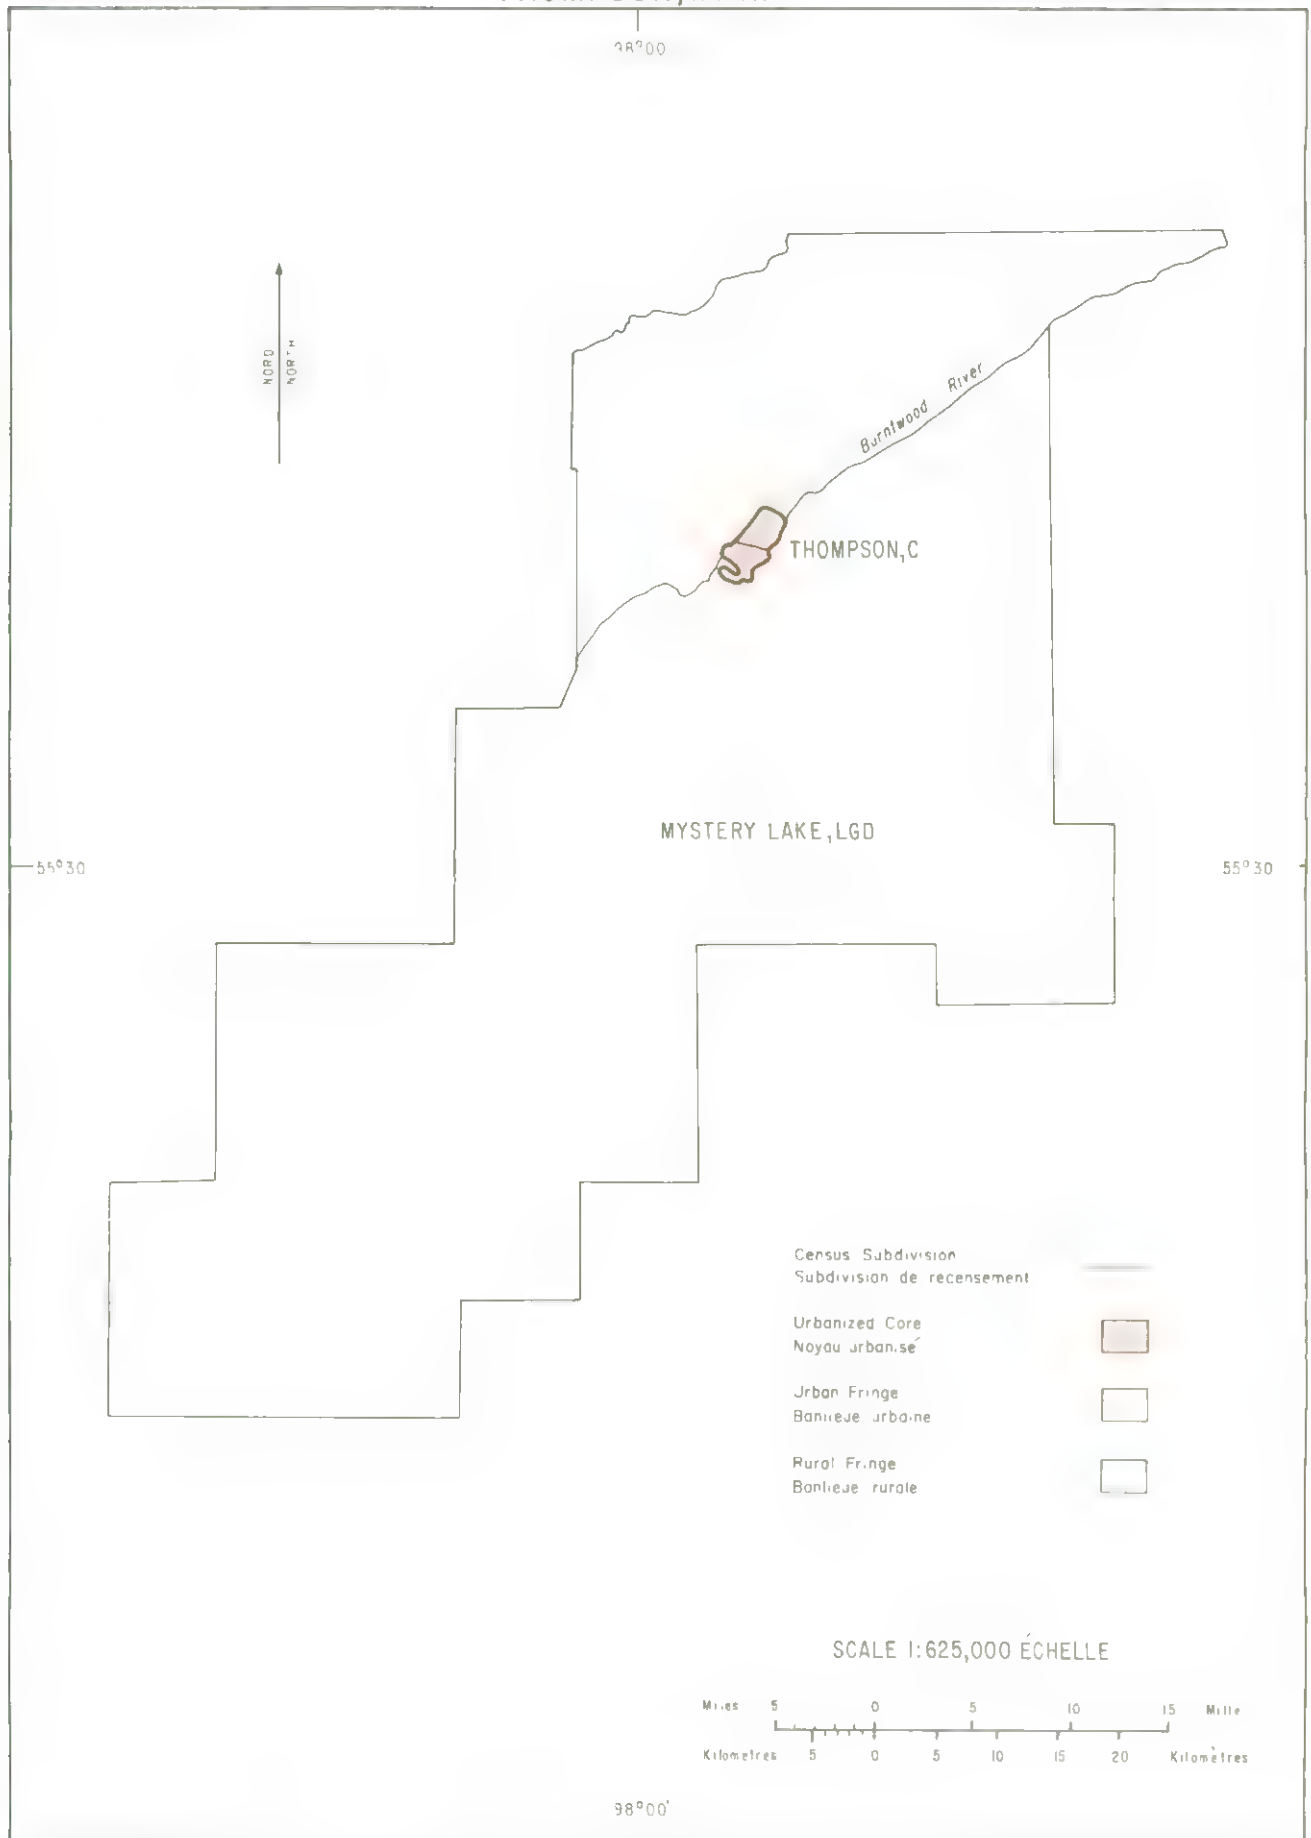 98°00
NORD
NORTH
Burntwood River
THOMPSON, C
MYSTERY LAKE, LGD
55°30
55°30
Census Subdivision
Subdivision de recensement
Urbanized Core
Noyau urbanisé
Urban Fringe
Banlieue urbaine
Rural Fringe
Banlieue rurale
SCALE 1:625,000 ÉCHELLE
Miles 5 0 5 10 15 Mille
Kilometres 5 0 5 10 15 20 Kilomètres
98°00'